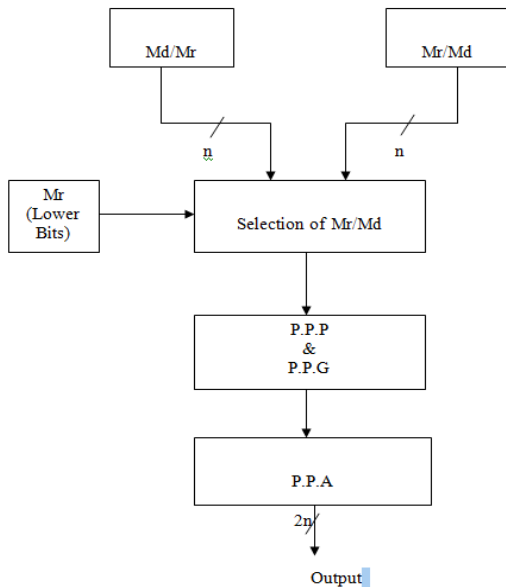 Md/Mr
Mr/Md
n
n
Mr
(Lower
Bits)
Selection of Mr/Md
P.P.P
&
P.P.G
P.P.A
2n
Output